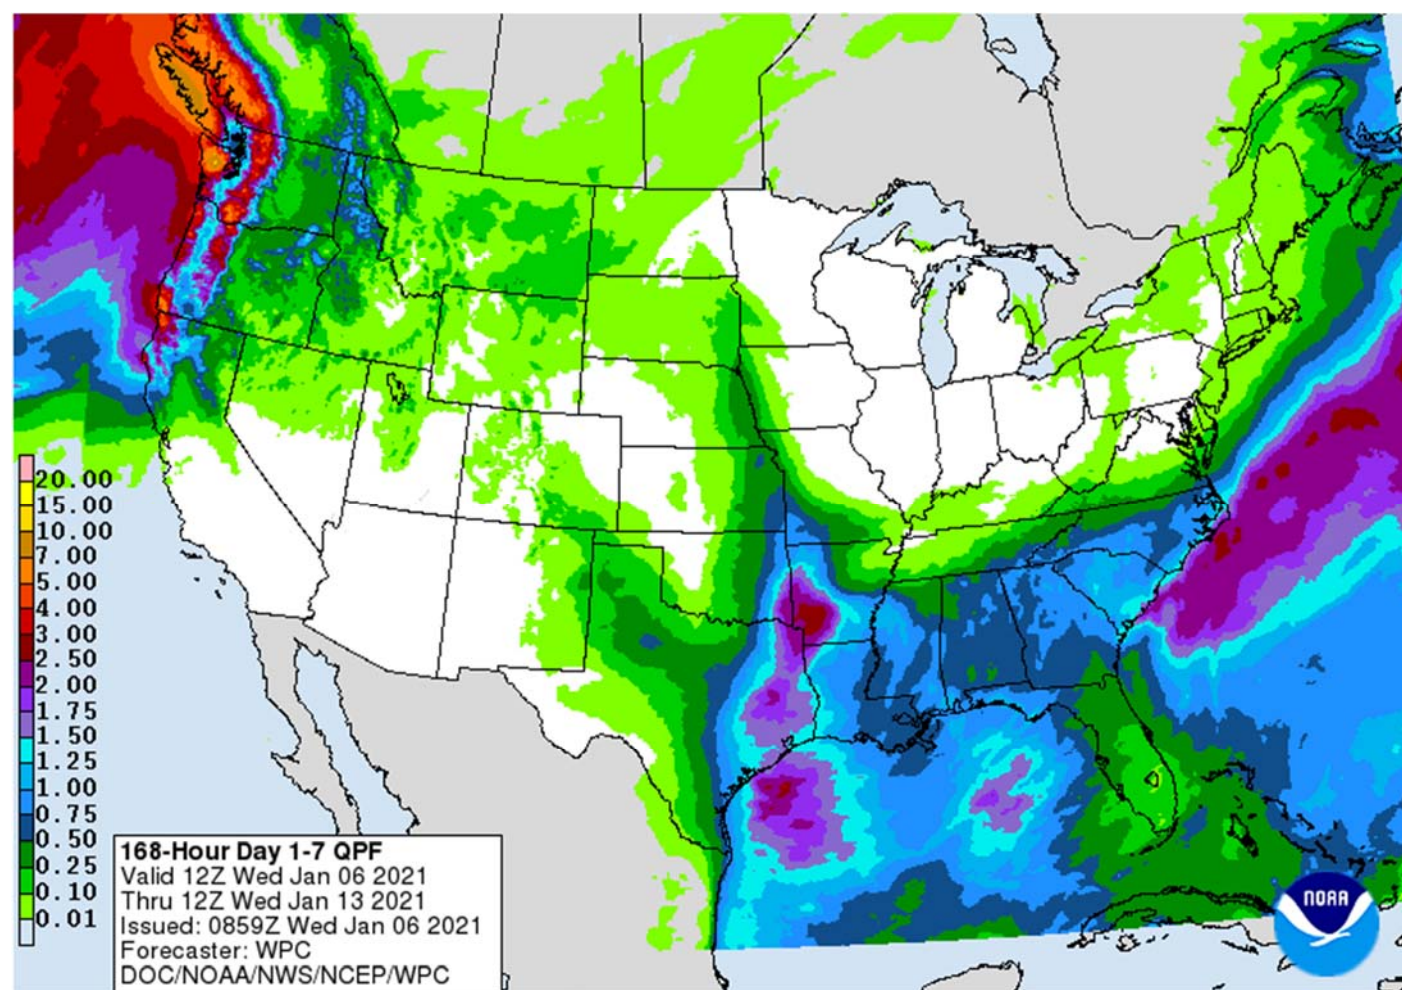 20.00
15.00
10.00
7.00
5.00
4.00
3.00
2.50
2.00
1.75
1.50
1.25
1.00
0.75
0.50
0.25
0.10
0.01
168-Hour Day 1-7 QPF
Valid 12Z Wed Jan 06 2021
Thru 12Z Wed Jan 13 2021
Issued: 0859Z Wed Jan 06 2021
Forecaster: WPC
DOC/NOAA/NWS/NCEP/WPC
NOAA